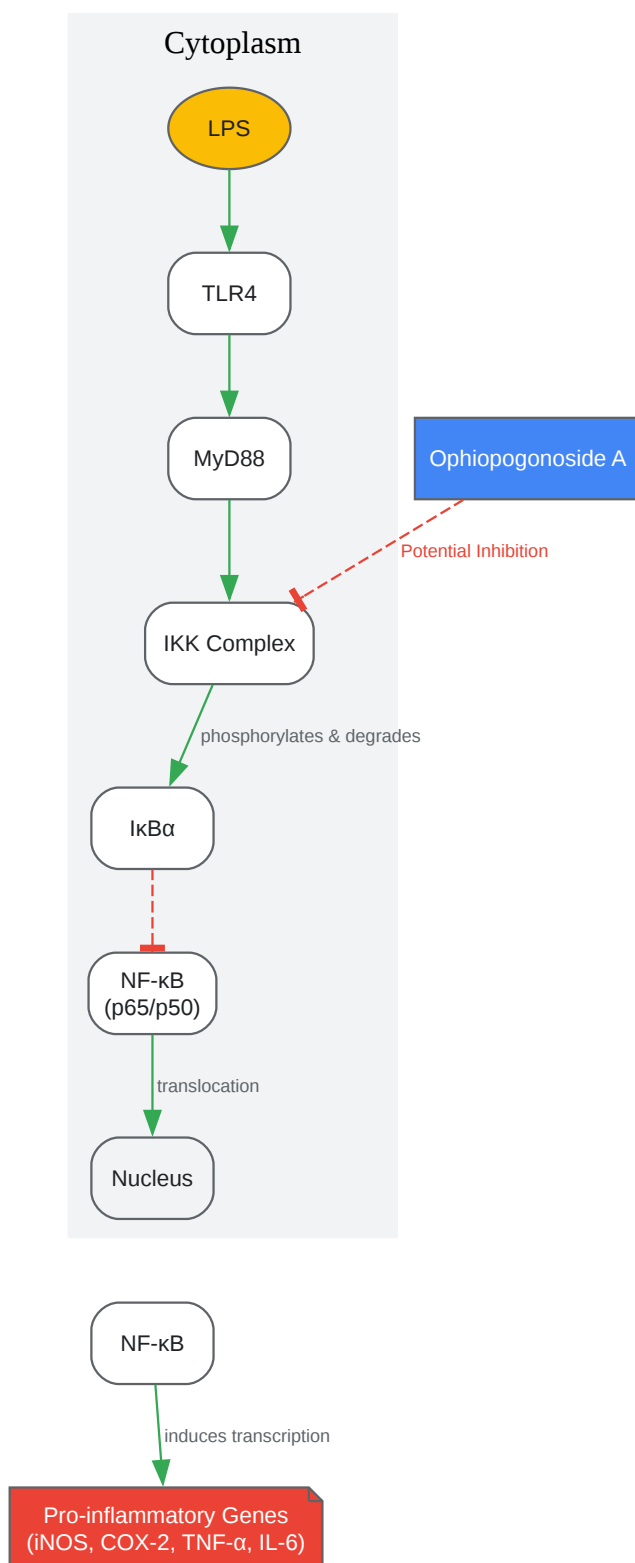 Cytoplasm
LPS
TLR4
MyD88
Ophiopogonoside A
Potential Inhibition
IKK Complex
phosphorylates & degrades
IκBα
NF-κB
(p65/p50)
translocation
Nucleus
NF-κB
induces transcription
Pro-inflammatory Genes
(iNOS, COX-2, TNF-α, IL-6)